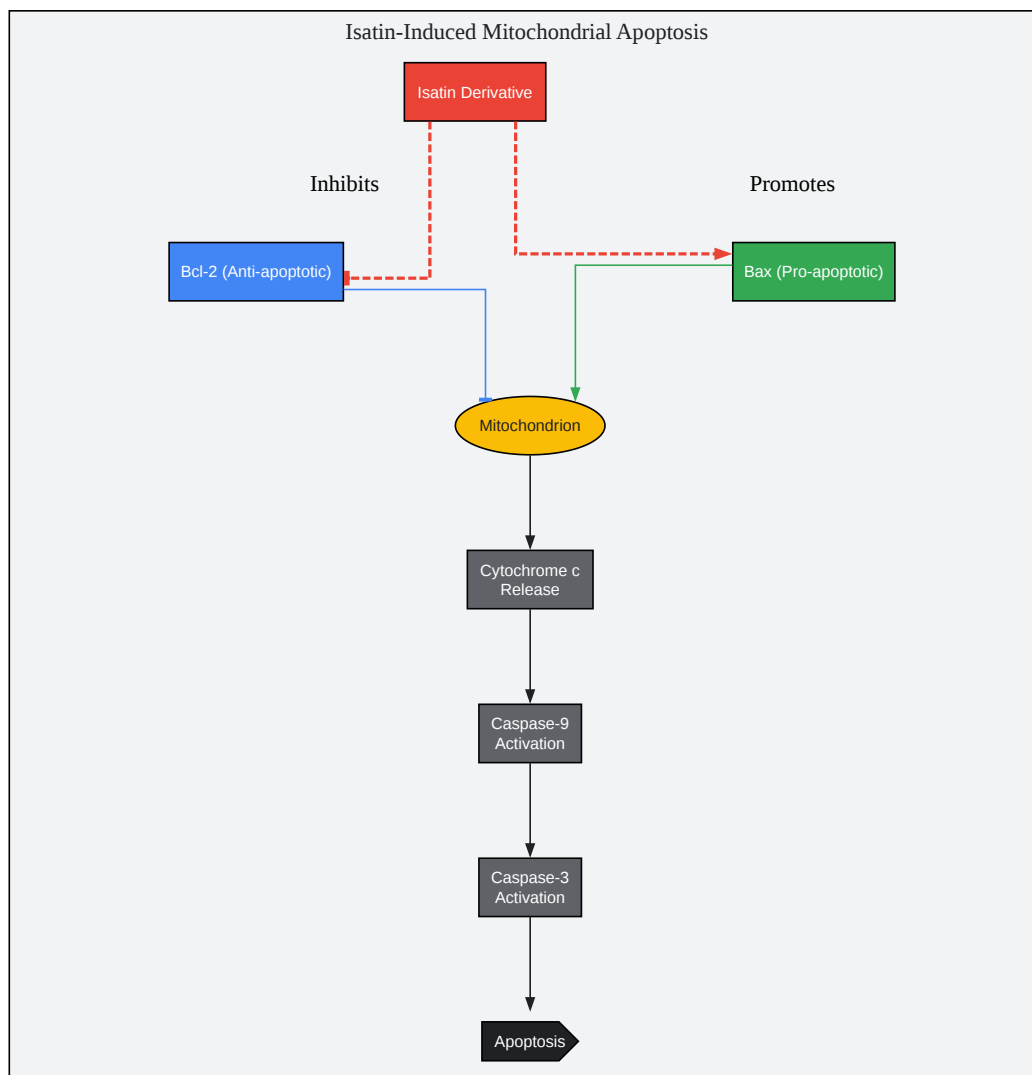 Isatin-Induced Mitochondrial Apoptosis
Isatin Derivative
Inhibits
Promotes
Bcl-2 (Anti-apoptotic)
Bax (Pro-apoptotic)
Mitochondrion
Cytochrome c
Release
Caspase-9
Activation
Caspase-3
Activation
Apoptosis